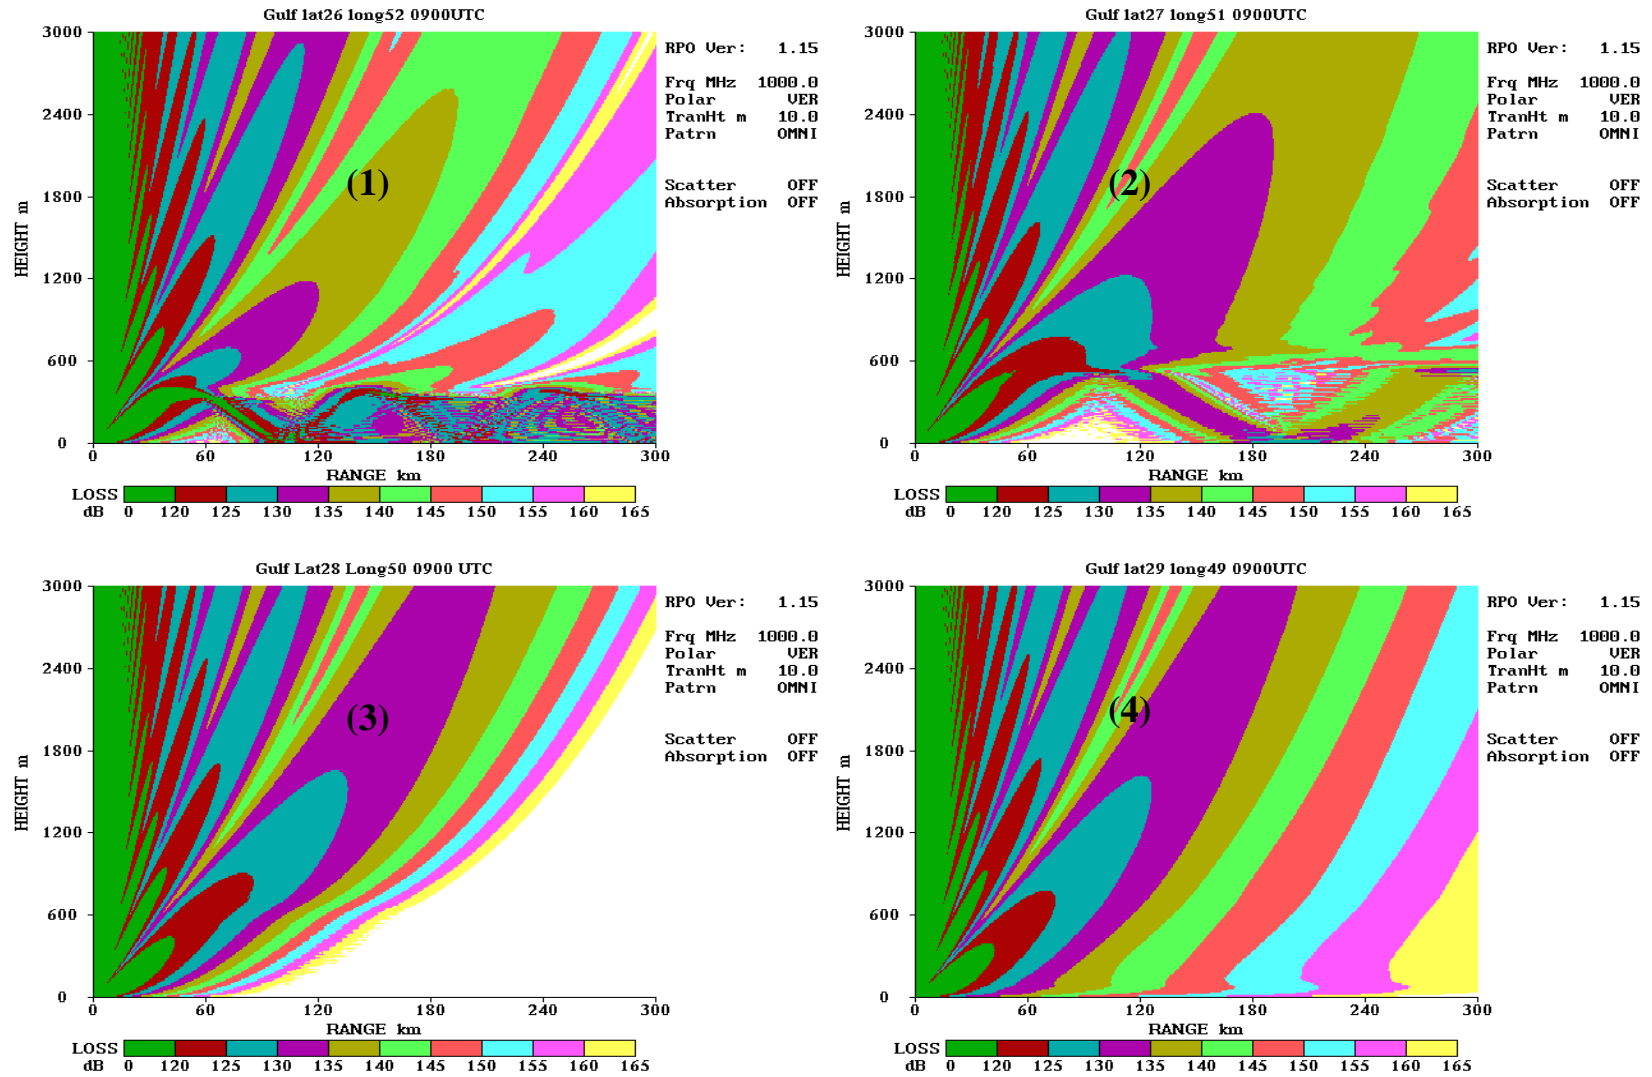 Gulf lat26 long52 0900UTC
3000
2400
1800
1200
600
0
HEIGHT m
(1)
0 60 120 180 240 300
RANGE km
LOSS
dB 0 120 125 130 135 140 145 150 155 160 165
RPO Ver: 1.15
Frq MHz 1000.0
Polar VER
TranHt m 10.0
Patrn OMNI
Scatter OFF
Absorption OFF
Gulf lat27 long51 0900UTC
3000
2400
1800
1200
600
0
HEIGHT m
(2)
0 60 120 180 240 300
RANGE km
LOSS
dB 0 120 125 130 135 140 145 150 155 160 165
RPO Ver: 1.15
Frq MHz 1000.0
Polar VER
TranHt m 10.0
Patrn OMNI
Scatter OFF
Absorption OFF
Gulf Lat28 Long50 0900 UTC
3000
2400
1800
1200
600
0
HEIGHT m
(3)
0 60 120 180 240 300
RANGE km
LOSS
dB 0 120 125 130 135 140 145 150 155 160 165
RPO Ver: 1.15
Frq MHz 1000.0
Polar VER
TranHt m 10.0
Patrn OMNI
Scatter OFF
Absorption OFF
Gulf lat29 long49 0900UTC
3000
2400
1800
1200
600
0
HEIGHT m
(4)
0 60 120 180 240 300
RANGE km
LOSS
dB 0 120 125 130 135 140 145 150 155 160 165
RPO Ver: 1.15
Frq MHz 1000.0
Polar VER
TranHt m 10.0
Patrn OMNI
Scatter OFF
Absorption OFF